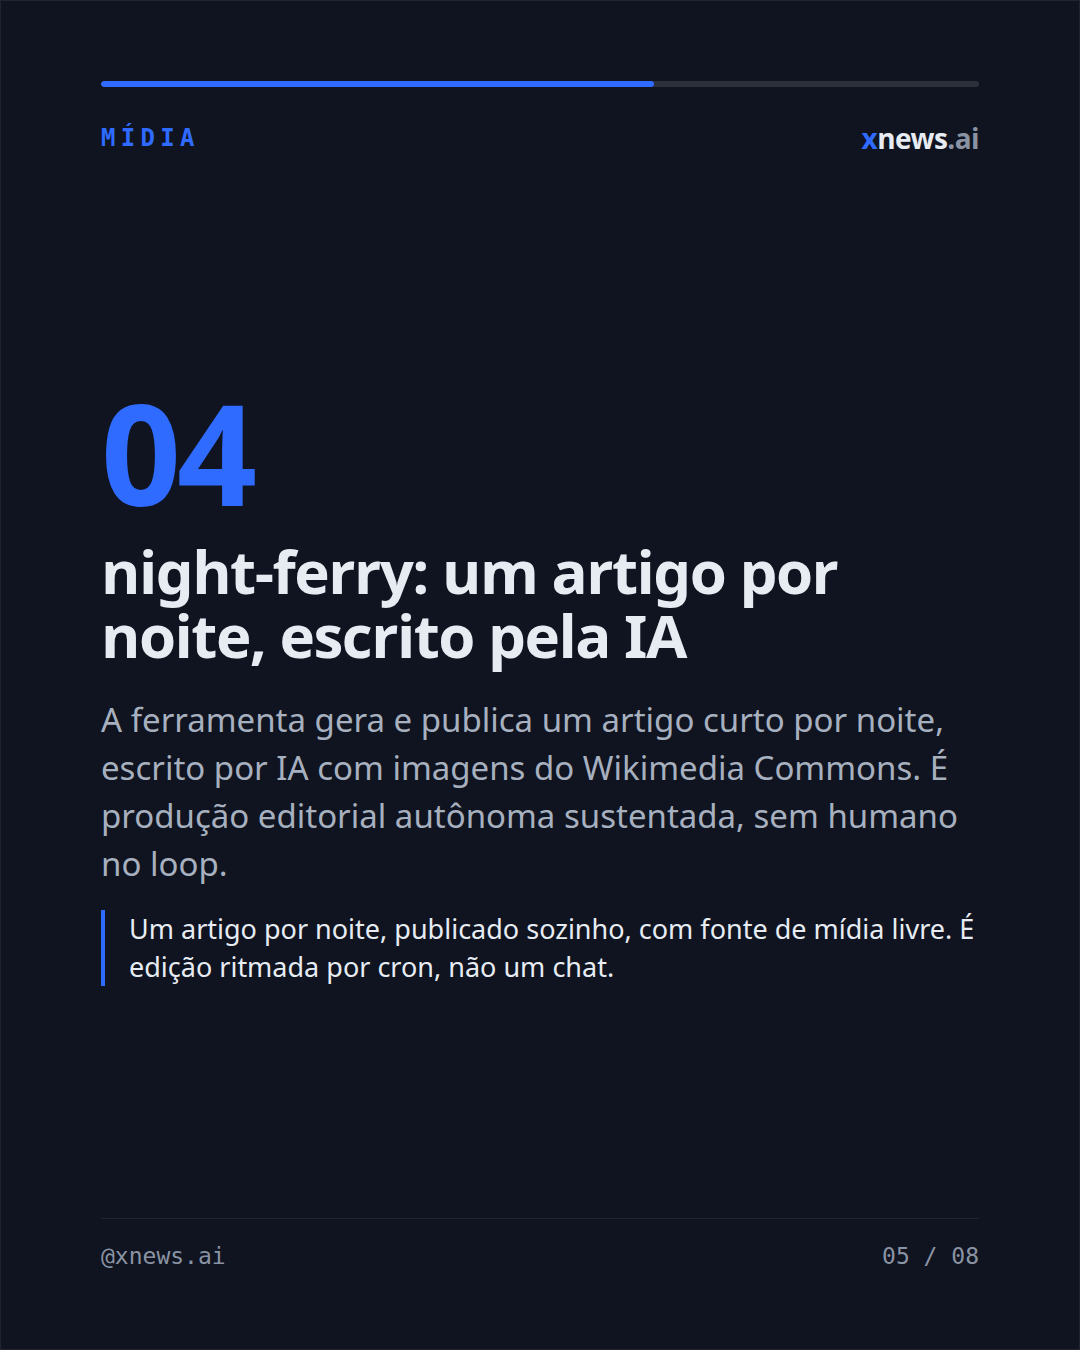 MÍDIA
xnews.ai
04
night-ferry: um artigo por
noite, escrito pela IA
A ferramenta gera e publica um artigo curto por noite,
escrito por IA com imagens do Wikimedia Commons. É
produção editorial autônoma sustentada, sem humano
no loop.
Um artigo por noite, publicado sozinho, com fonte de mídia livre. É
edição ritmada por cron, não um chat.
@xnews.ai
05 / 08